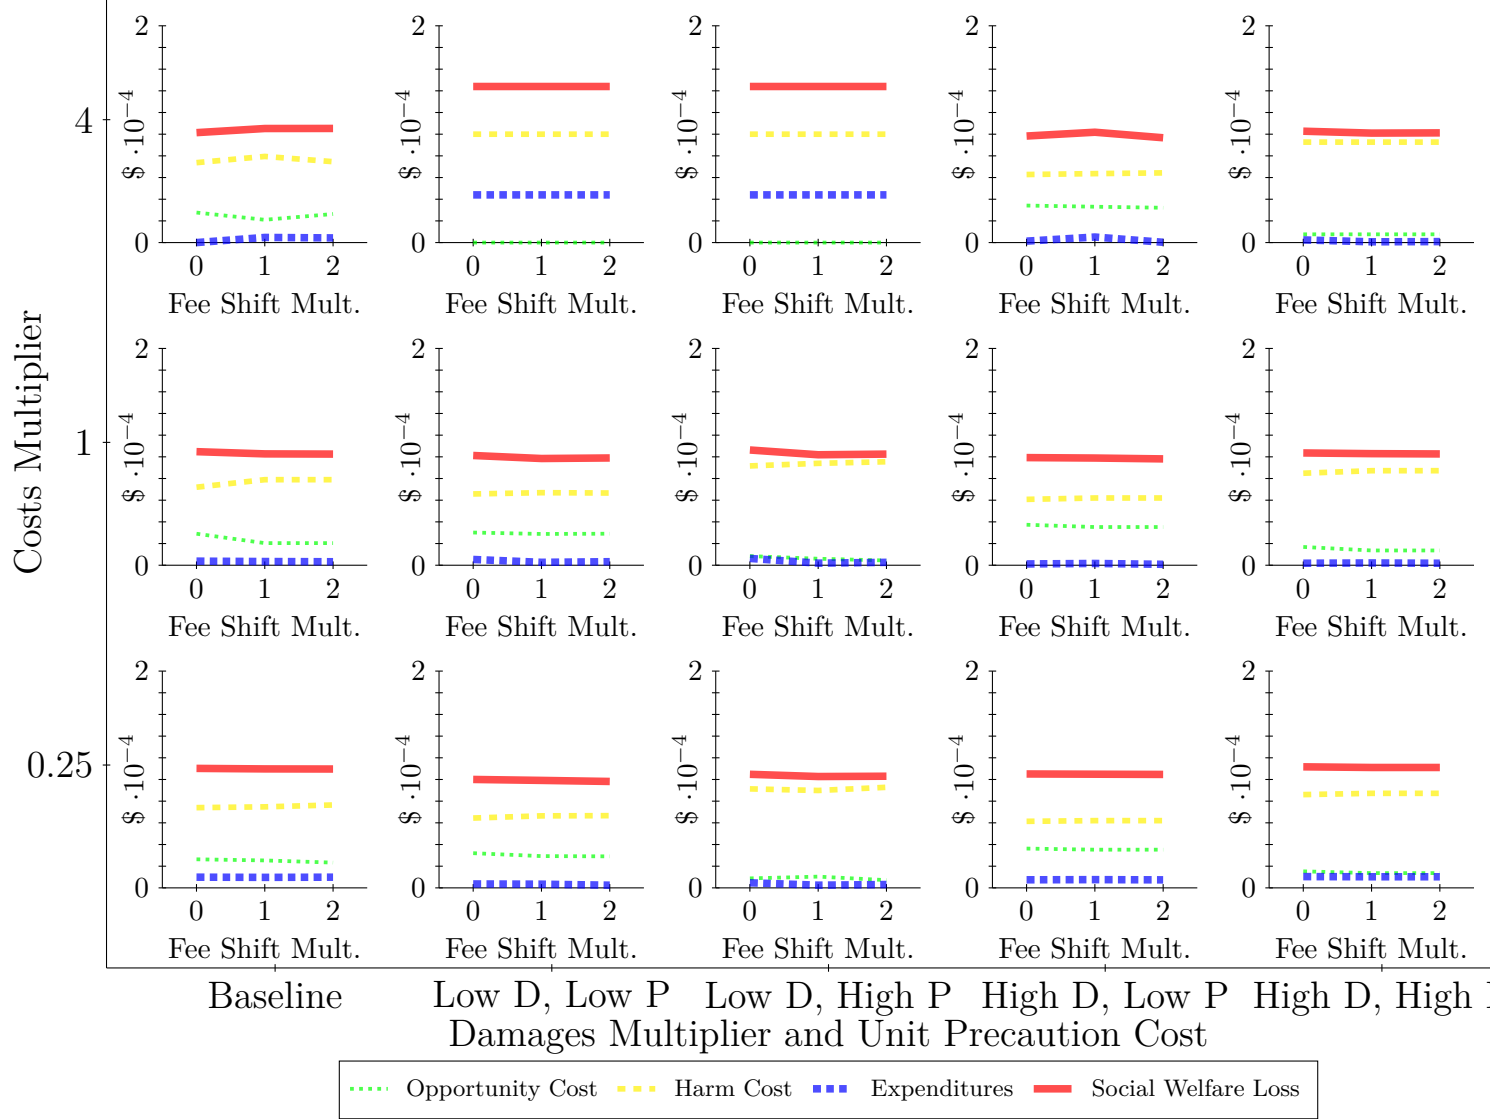 2 2 2 2 2
4
$ ·10−4 $ ·10−4 $ ·10−4 $ ·10−4 $ ·10−4
0 0 0 0 0
0 1 2 0 1 2 0 1 2 0 1 2 0 1 2
Fee Shift Mult. Fee Shift Mult. Fee Shift Mult. Fee Shift Mult. Fee Shift Mult.
Costs Multiplier
2 2 2 2 2
1
$ ·10−4 $ ·10−4 $ ·10−4 $ ·10−4 $ ·10−4
0 0 0 0 0
0 1 2 0 1 2 0 1 2 0 1 2 0 1 2
Fee Shift Mult. Fee Shift Mult. Fee Shift Mult. Fee Shift Mult. Fee Shift Mult.
2 2 2 2 2
0.25
$ ·10−4 $ ·10−4 $ ·10−4 $ ·10−4 $ ·10−4
0 0 0 0 0
0 1 2 0 1 2 0 1 2 0 1 2 0 1 2
Fee Shift Mult. Fee Shift Mult. Fee Shift Mult. Fee Shift Mult. Fee Shift Mult.
Baseline Low D, Low P Low D, High P High D, Low P High D, High
Damages Multiplier and Unit Precaution Cost
Opportunity Cost Harm Cost Expenditures Social Welfare Loss